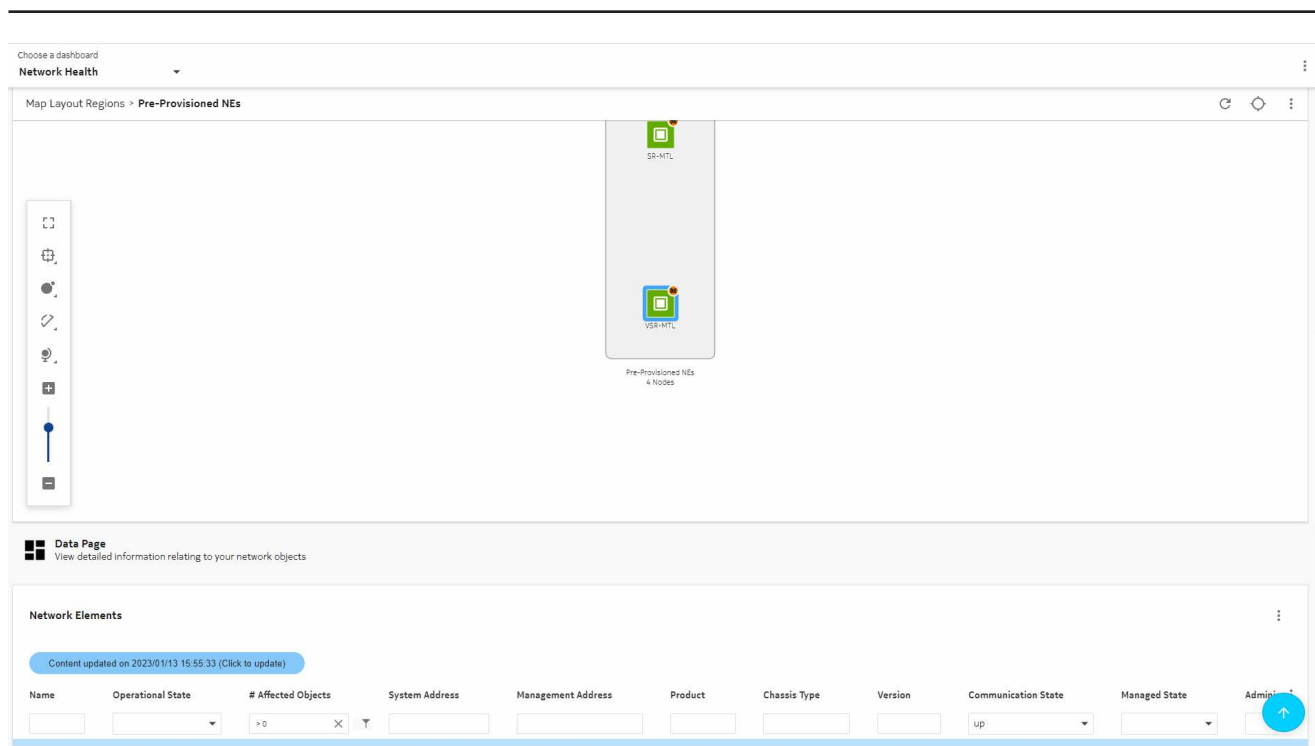 Choose a dashboard
Network Health
Map Layout Regions > Pre-Provisioned NEs
SR-MTL
VSR-MTL
Pre-Provisioned NEs
4 Nodes
Data Page
View detailed information relating to your network objects
Network Elements
Content updated on 2023/01/13 15:55:33 (Click to update)
Name Operational State # Affected Objects System Address Management Address Product Chassis Type Version Communication State Managed State
> 0 up